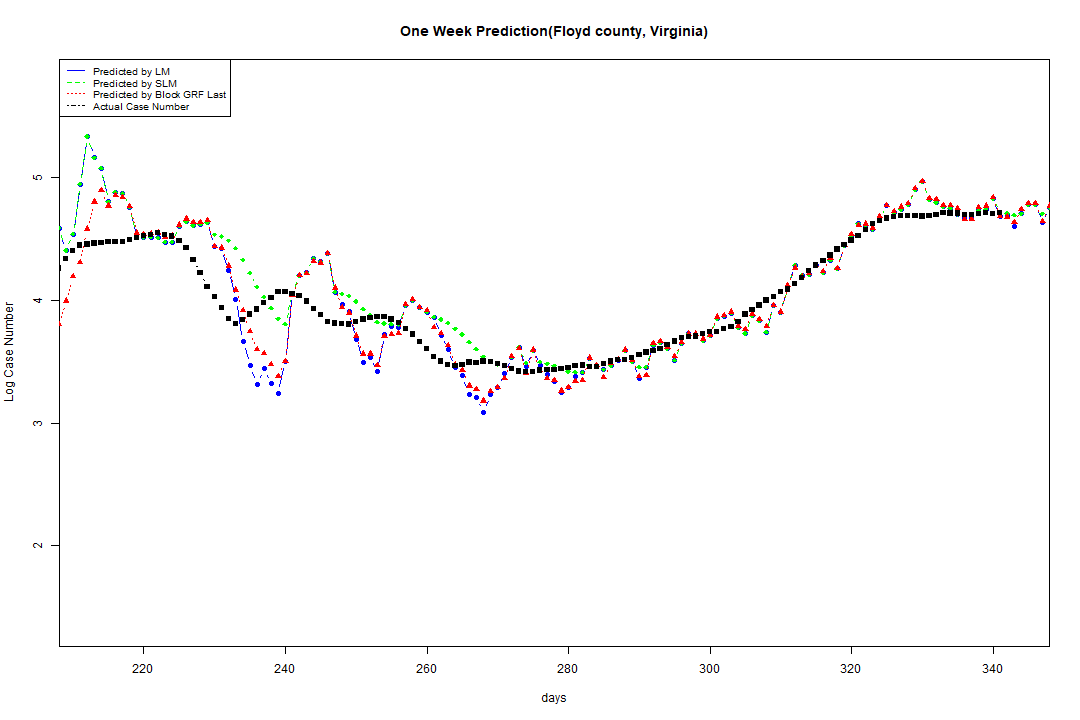 One Week Prediction(Floyd county, Virginia)
Predicted by LM
Predicted by SLM
Predicted by Block GRF Last
Actual Case Number
5
4
3
2
Log Case Number
220 240 260 280 300 320 340
days